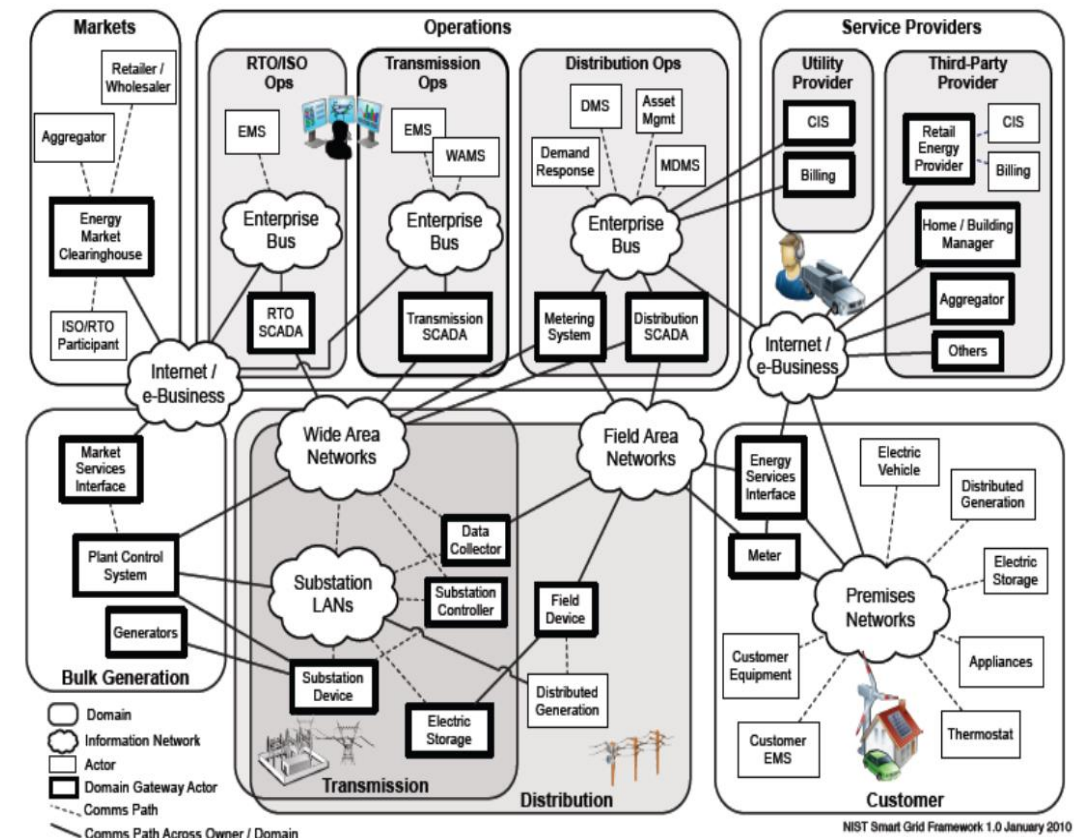 Markets
Retailer /
Wholesaler
Aggregator
Energy
Market
Clearinghouse
ISO/RTO
Participant
Operations
RTO/ISO
Ops
EMS
Enterprise
Bus
RTO
SCADA
Transmission
Ops
EMS
WAMS
Enterprise
Bus
Transmission
SCADA
Distribution Ops
DMS
Asset
Mgmt
Demand
Response
MDMS
Enterprise
Bus
Metering
System
Distribution
SCADA
Service Providers
Utility
Provider
CIS
Billing
Third-Party
Provider
Retail
Energy
Provider
CIS
Billing
Home / Building
Manager
Aggregator
Others
Internet /
e-Business
Internet /
e-Business
Market
Services
Interface
Plant Control
System
Generators
Bulk Generation
Wide Area
Networks
Data
Collector
Substation
LANs
Substation
Controller
Substation
Device
Electric
Storage
Transmission
Field Area
Networks
Field
Device
Distributed
Generation
Distribution
Energy
Services
Interface
Meter
Electric
Vehicle
Distributed
Generation
Electric
Storage
Premises
Networks
Customer
Equipment
Appliances
Customer
EMS
Thermostat
Customer
Domain
Information Network
Actor
Domain Gateway Actor
Comms Path
Comms Path Across Owner / Domain
NIST Smart Grid Framework 1.0 January 2010